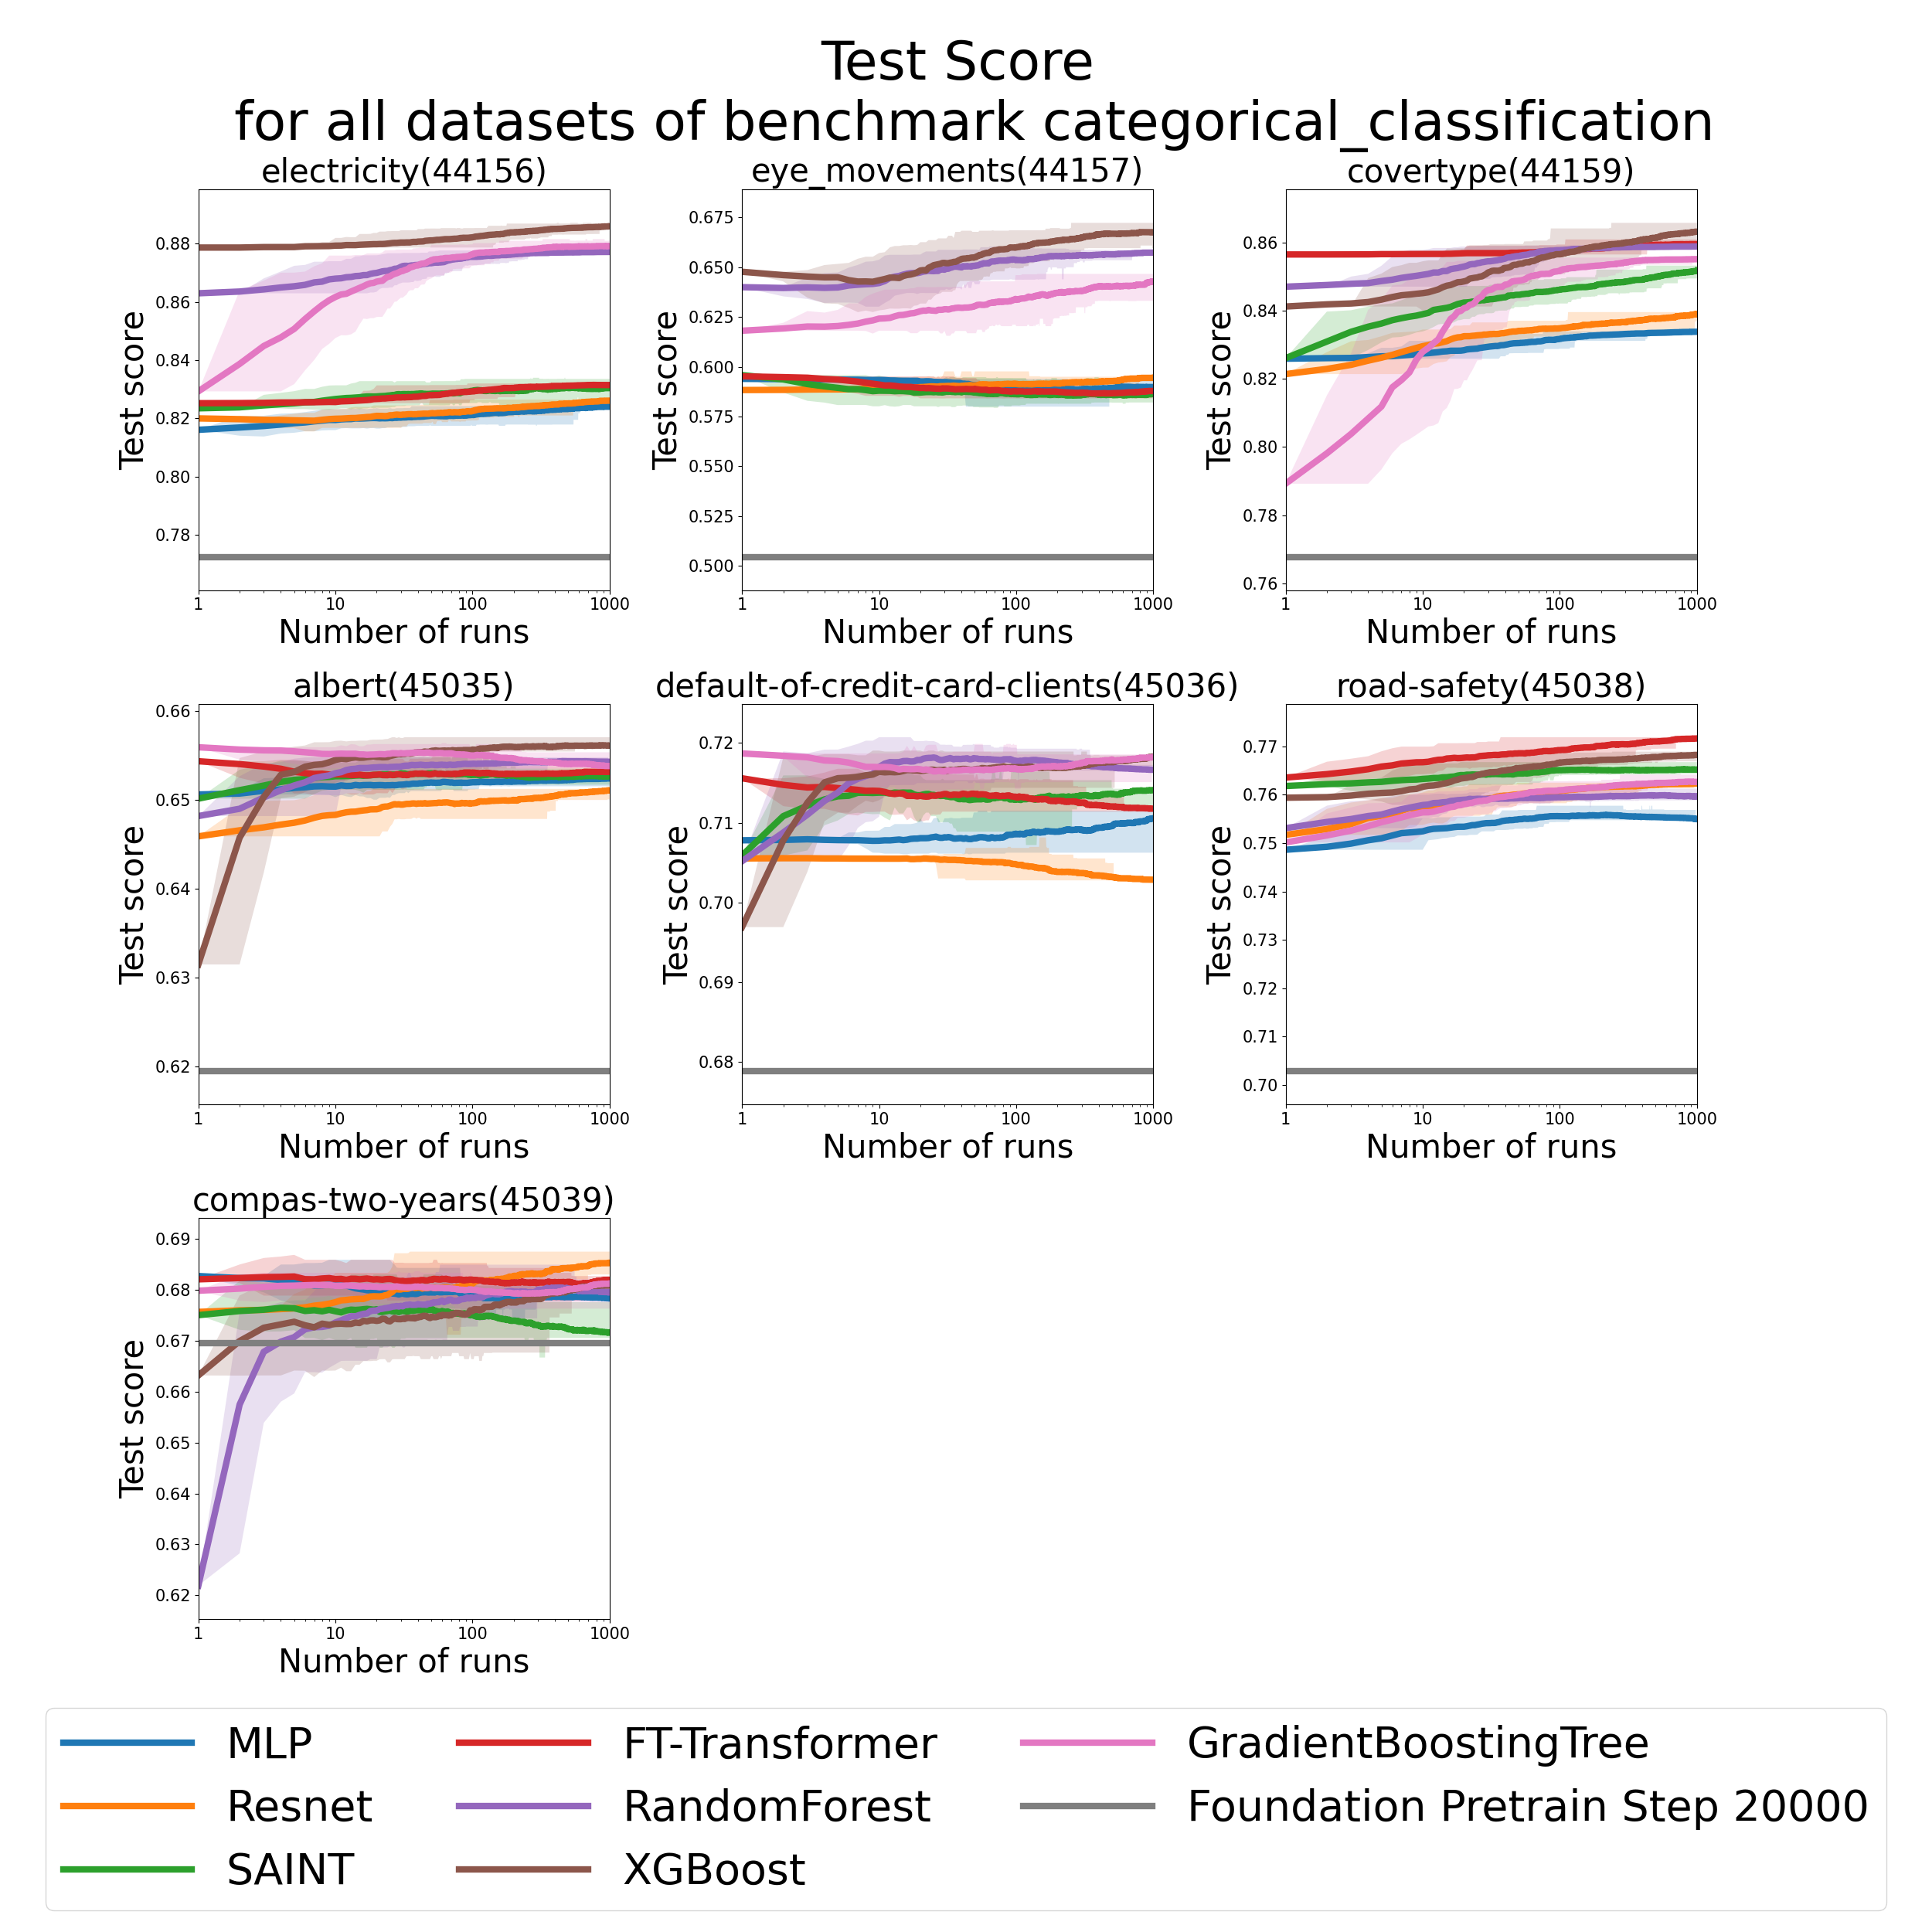 Test Score
for all datasets of benchmark categorical_classification
electricity(44156)
eye_movements(44157)
covertype(44159)
Test score
0.88
0.86
0.84
0.82
0.80
0.78
1
10
100
1000
Number of runs
Test score
0.675
0.650
0.625
0.600
0.575
0.550
0.525
0.500
1
10
100
1000
Number of runs
Test score
0.86
0.84
0.82
0.80
0.78
0.76
1
10
100
1000
Number of runs
albert(45035)
default-of-credit-card-clients(45036)
road-safety(45038)
Test score
0.66
0.65
0.64
0.63
0.62
1
10
100
1000
Number of runs
Test score
0.72
0.71
0.70
0.69
0.68
1
10
100
1000
Number of runs
Test score
0.77
0.76
0.75
0.74
0.73
0.72
0.71
0.70
1
10
100
1000
Number of runs
compas-two-years(45039)
Test score
0.69
0.68
0.67
0.66
0.65
0.64
0.63
0.62
1
10
100
1000
Number of runs
MLP
Resnet
SAINT
FT-Transformer
RandomForest
XGBoost
GradientBoostingTree
Foundation Pretrain Step 20000